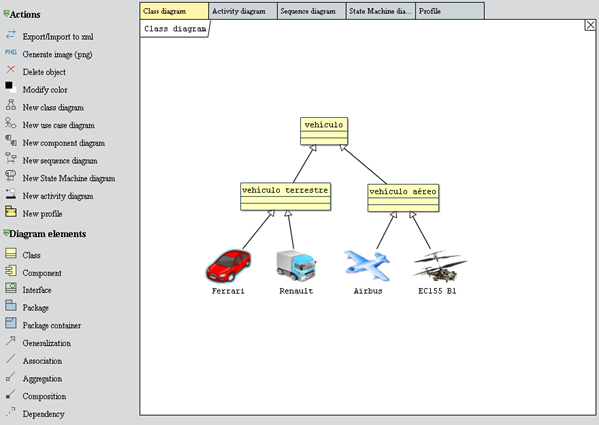 Actions
Export/Import to xml
PNG Generate image (png)
Delete object
Modify color
New class diagram
New use case diagram
New component diagram
New sequence diagram
New State Machine diagram
New activity diagram
New profile
Diagram elements
Class
Component
Interface
Package
Package container
Generalization
Association
Aggregation
Composition
Dependency
Class diagram
Activity diagram
Sequence diagram
State Machine dia...
Profile
Class diagram
vehículo
vehículo terrestre
vehículo aéreo
Ferrari
Renault
Airbus
EC155 B1